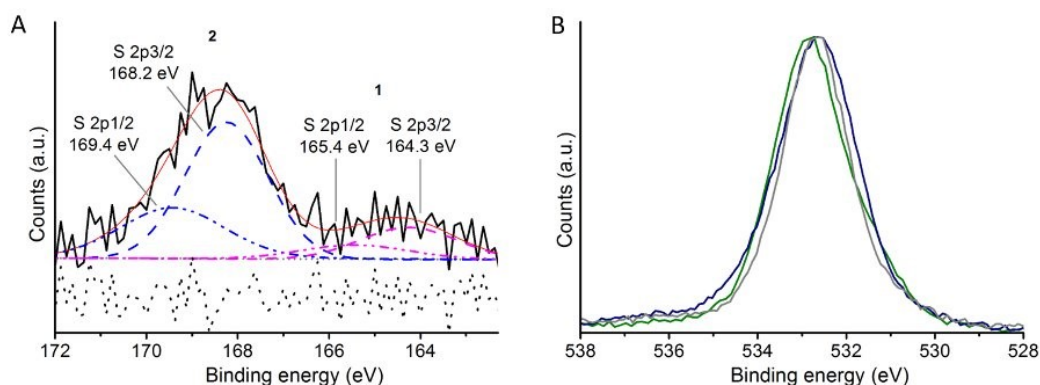 A
2
S 2p3/2
168.2 eV
1
S 2p1/2
169.4 eV
S 2p1/2
165.4 eV
S 2p3/2
164.3 eV
Counts (a.u.)
172
170
168
166
164
Binding energy (eV)
B
Counts (a.u.)
538
536
534
532
530
528
Binding energy (eV)